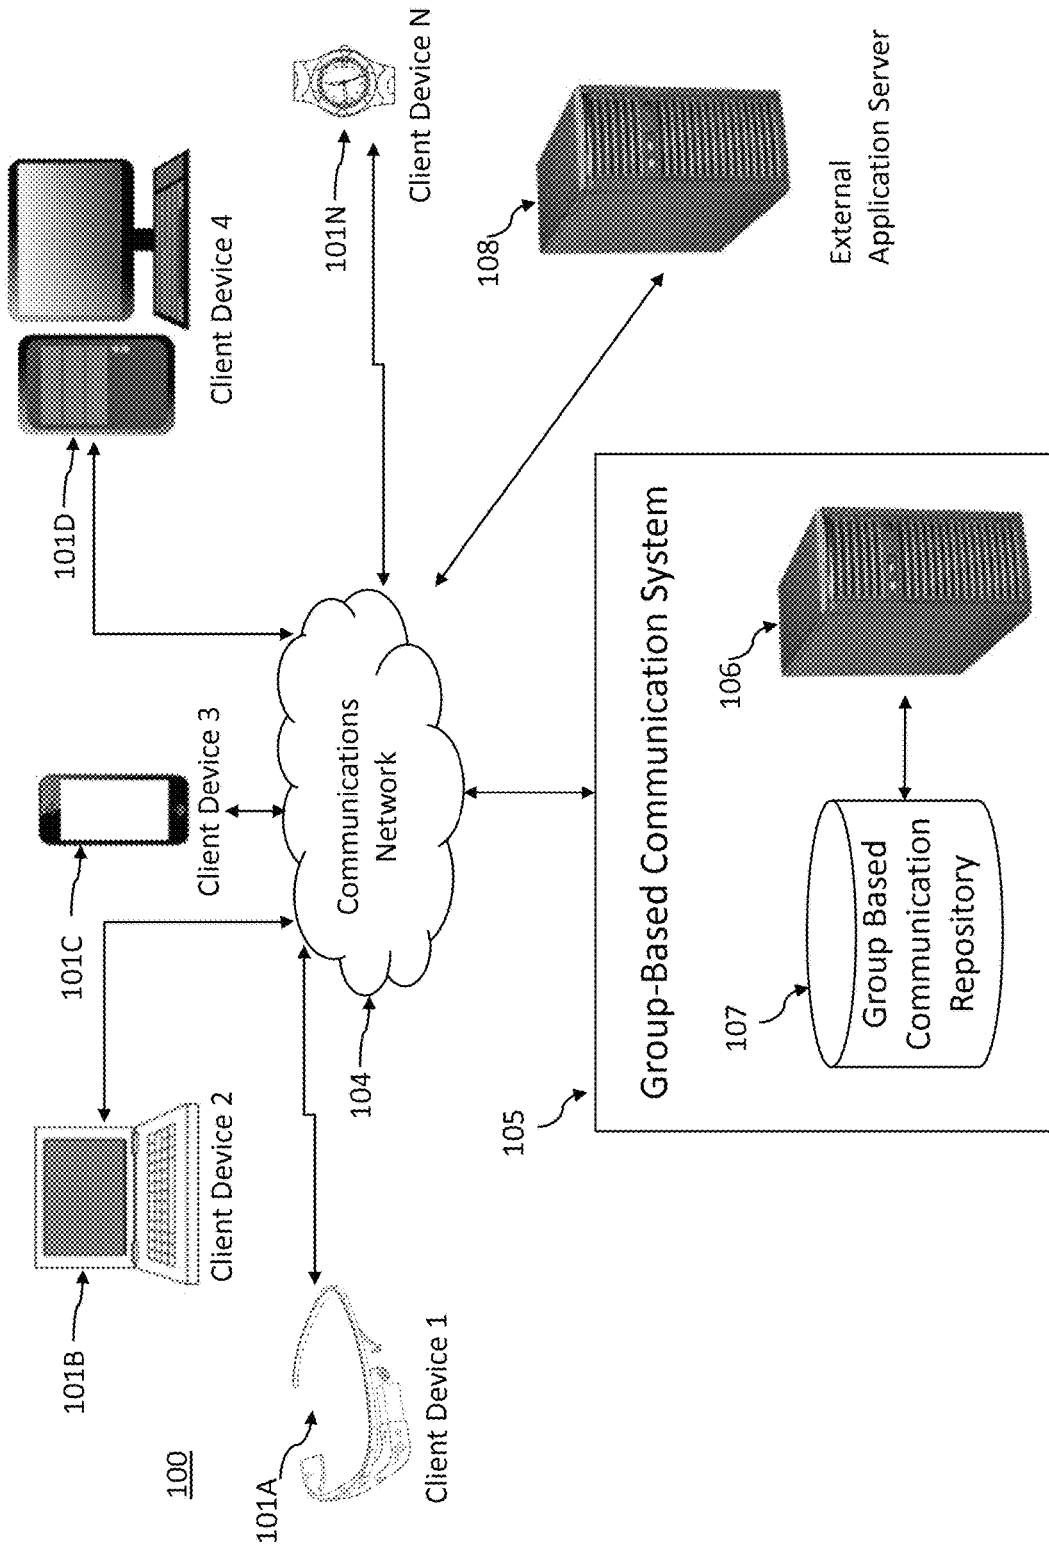 100
101A
Client Device 1
101B
Client Device 2
101C
Client Device 3
101D
Client Device 4
101N
Client Device N
104
Communications
Network
108
External
Application Server
105
Group-Based Communication System
106
107
Group Based
Communication
Repository